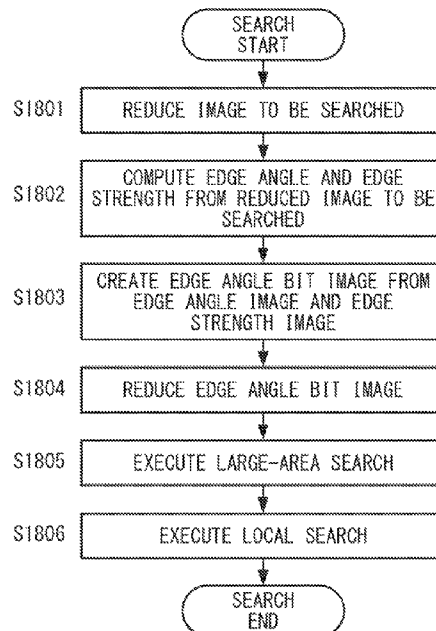 SEARCH
START
S1801
REDUCE IMAGE TO BE SEARCHED
S1802
COMPUTE EDGE ANGLE AND EDGE
STRENGTH FROM REDUCED IMAGE TO BE
SEARCHED
S1803
CREATE EDGE ANGLE BIT IMAGE FROM
EDGE ANGLE IMAGE AND EDGE
STRENGTH IMAGE
S1804
REDUCE EDGE ANGLE BIT IMAGE
S1805
EXECUTE LARGE-AREA SEARCH
S1806
EXECUTE LOCAL SEARCH
SEARCH
END